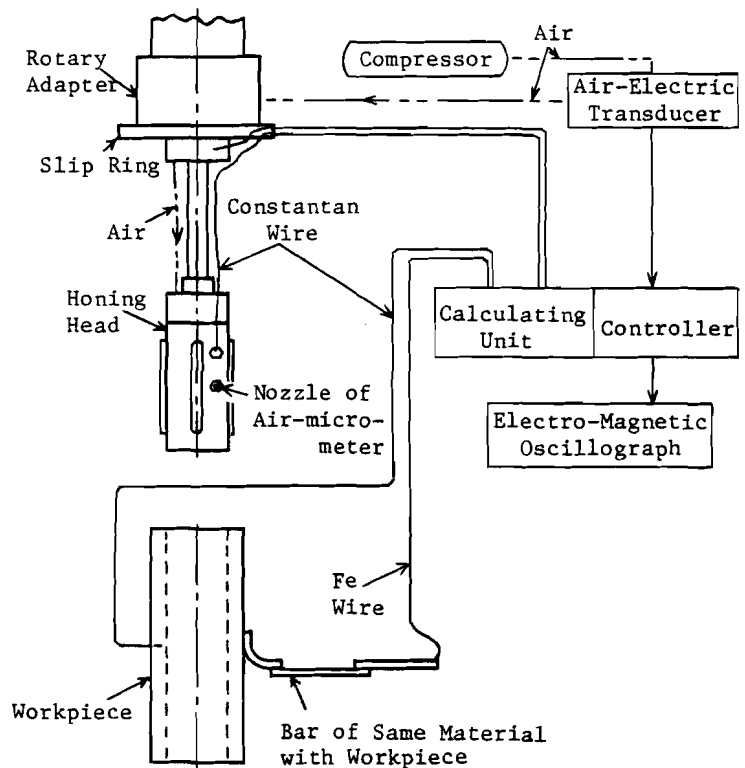 Rotary
Adapter
Air
Compressor
Air-Electric
Transducer
Slip Ring
Constantan
Wire
Air
Honing
Head
Calculating
Unit
Controller
Nozzle of
Air-micro-
meter
Electro-Magnetic
Oscillograph
Fe
Wire
Workpiece
Bar of Same Material
with Workpiece